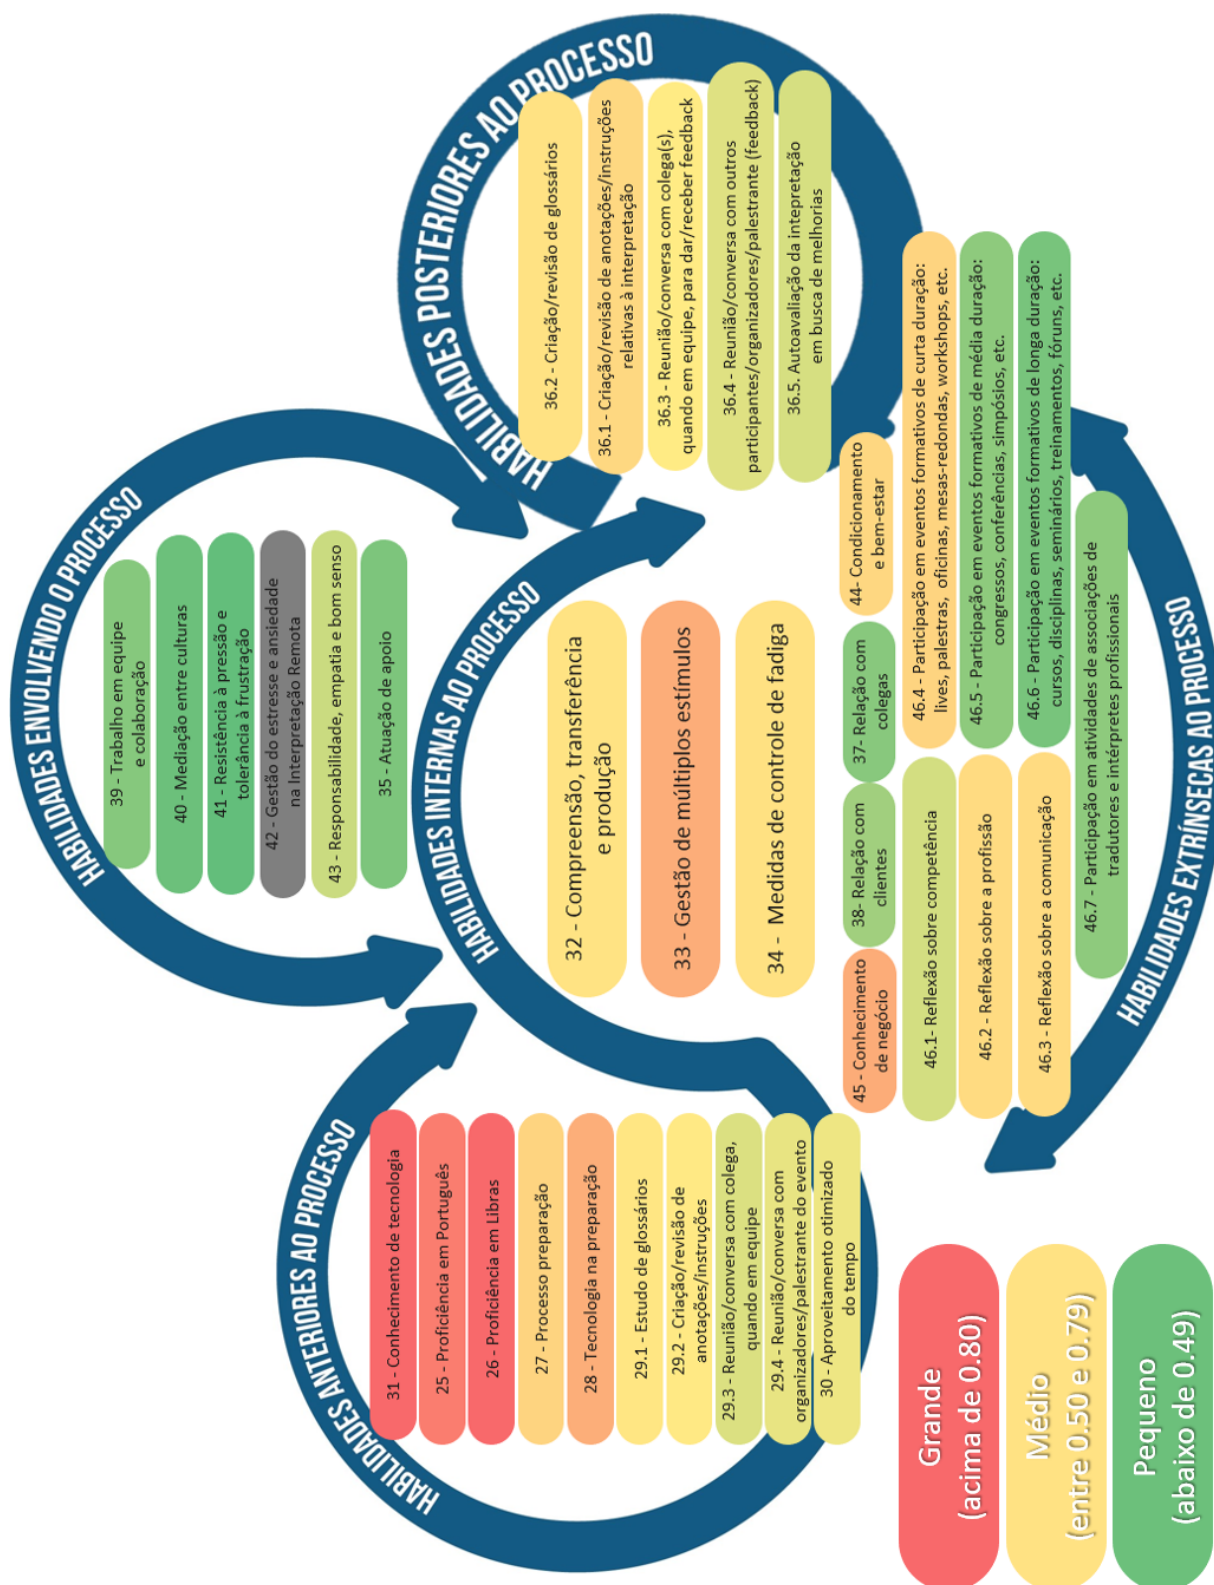 HABILIDADES ANTERIORES AO PROCESSO
31 - Conhecimento de tecnologia
25 - Proficiência em Português
26 - Proficiência em Libras
27 - Processo preparação
28 - Tecnologia na preparação
29.1 - Estudo de glossários
29.2 - Criação/revisão de
anotações/instruções
29.3 - Reunião/conversa com colega,
quando em equipe
29.4 - Reunião/conversa com
organizadores/palestrante do evento
30 - Aproveitamento otimizado
do tempo
HABILIDADES ENVOLVENDO O PROCESSO
39 - Trabalho em equipe
e colaboração
40 - Mediação entre culturas
41 - Resistência à pressão e
tolerância à frustração
42 - Gestão do estresse e ansiedade
na Interpretação Remota
43 - Responsabilidade, empatia e bom senso
35 - Atuação de apoio
HABILIDADES INTERNAS AO PROCESSO
32 - Compreensão, transferência
e produção
33 - Gestão de múltiplos estímulos
34 - Medidas de controle de fadiga
HABILIDADES POSTERIORES AO PROCESSO
36.2 - Criação/revisão de glossários
36.1 - Criação/revisão de anotações/instruções
relativas à interpretação
36.3 - Reunião/conversa com colega(s),
quando em equipe, para dar/receber feedback
36.4 - Reunião/conversa com outros
participantes/organizadores/palestrante (feedback)
36.5. Autoavaliação da intepretação
em busca de melhorias
45 - Conhecimento
de negócio
38- Relação com
clientes
37- Relação com
colegas
44- Condicionamento
e bem-estar
46.1- Reflexão sobre competência
46.2 - Reflexão sobre a profissão
46.3 - Reflexão sobre a comunicação
46.4 - Participação em eventos formativos de curta duração:
lives, palestras, oficinas, mesas-redondas, workshops, etc.
46.5 - Participação em eventos formativos de média duração:
congressos, conferências, simpósios, etc.
46.6 - Participação em eventos formativos de longa duração:
cursos, disciplinas, seminários, treinamentos, fóruns, etc.
46.7 - Participação em atividades de associações de
tradutores e intérpretes profissionais
HABILIDADES EXTRÍNSECAS AO PROCESSO
Grande
(acima de 0.80)
Médio
(entre 0.50 e 0.79)
Pequeno
(abaixo de 0.49)